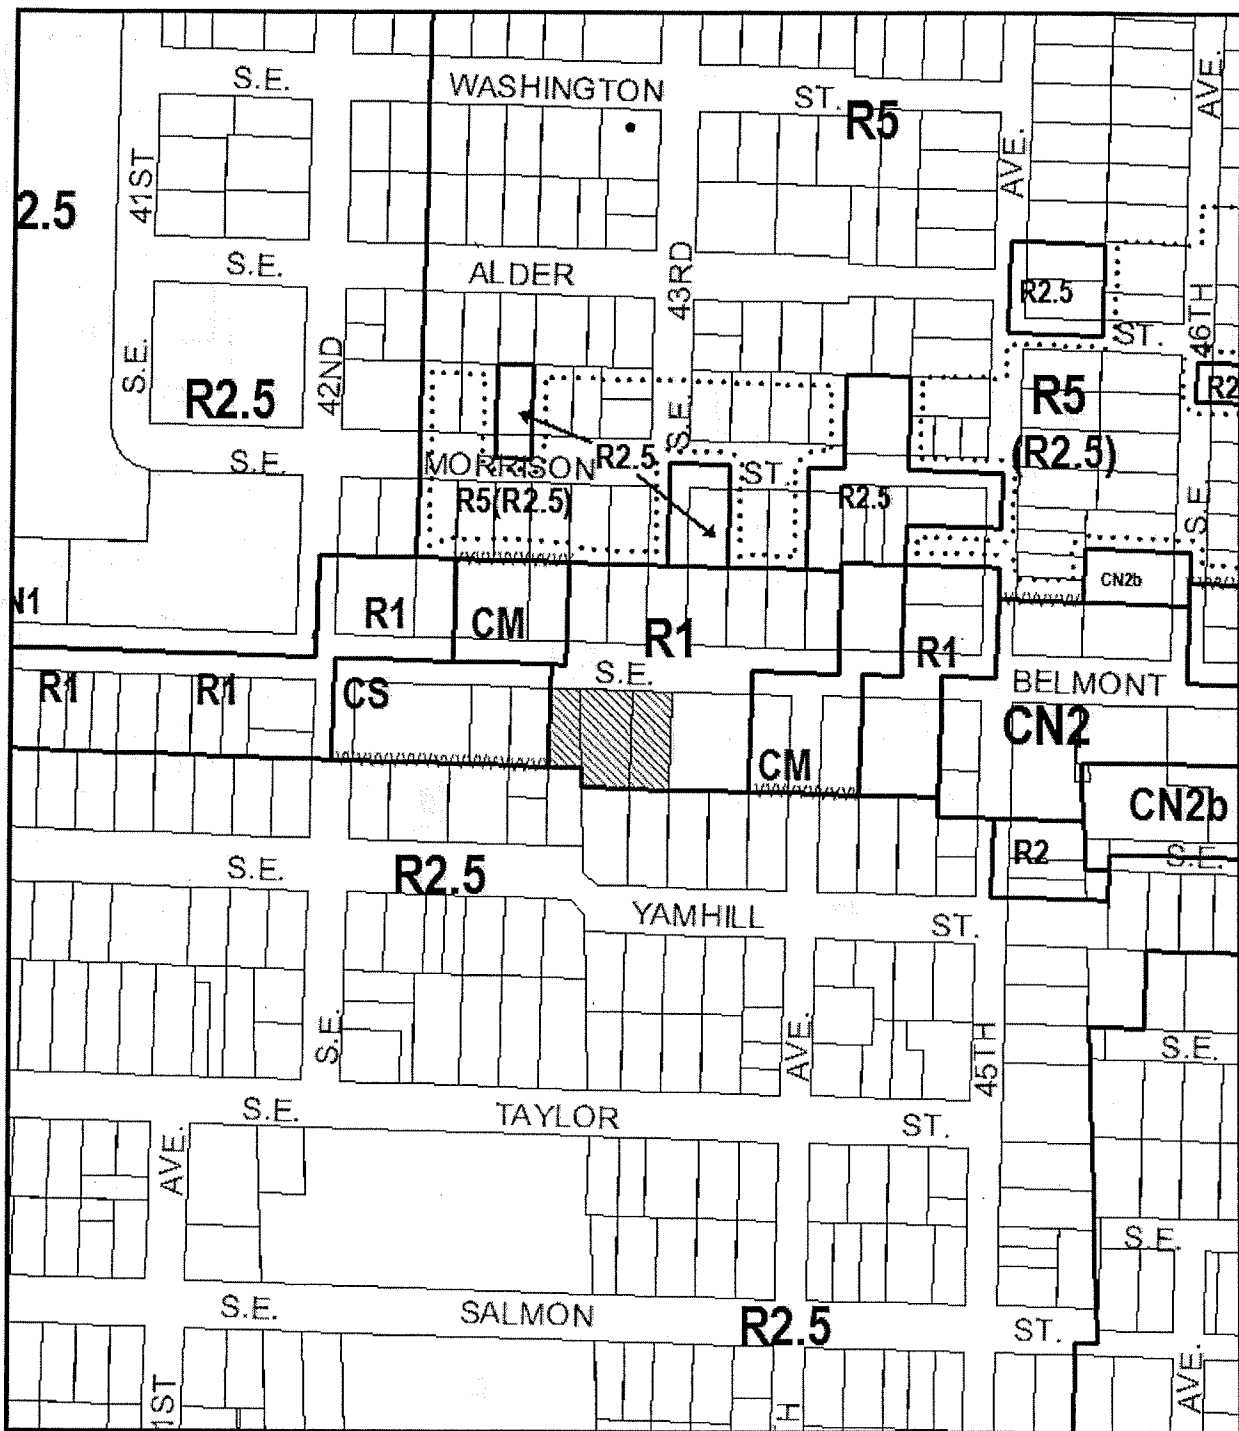 S.E. WASHINGTON ST.
R5
AVE.
AVE.
41ST
2.5
S.E. ALDER ST.
43RD
R2.5
46TH
S.E.
42ND
R2.5
R5
(R2.5)
R2
S.E. MORRISON ST.
S.E.
R2.5
R5(R2.5)
R2.5
S.E.
CN2b
N1
R1
CM
R1
R1
S.E. BELMONT
R1
R1
CS
CN2
CM
CN2b
R2
S.E.
R2.5
S.E. YAMHILL ST.
S.E.
AVE.
45TH
S.E.
S.E. TAYLOR ST.
AVE.
S.E.
S.E. SALMON ST.
R2.5
1ST
H
AVE.